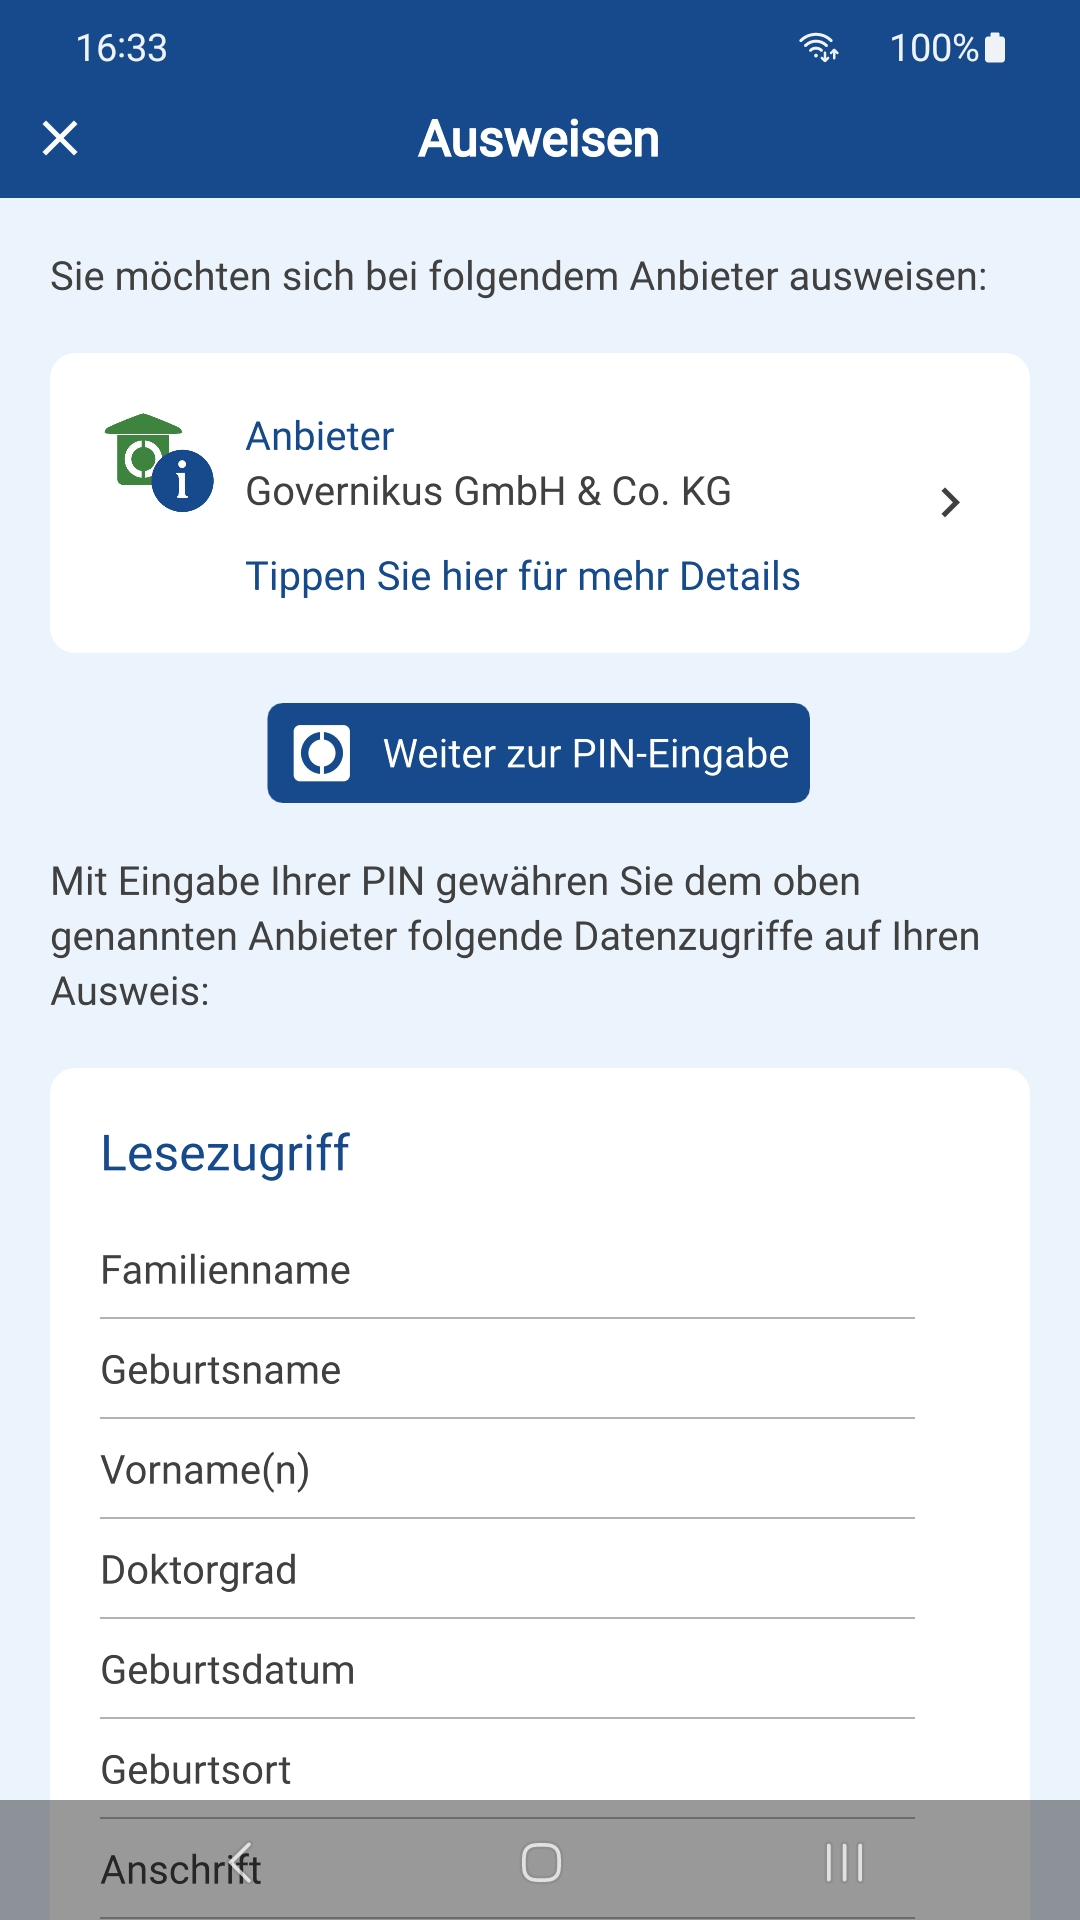 16:33
100%
Ausweisen
Sie möchten sich bei folgendem Anbieter ausweisen:
Anbieter
Governikus GmbH & Co. KG
Tippen Sie hier für mehr Details
Weiter zur PIN-Eingabe
Mit Eingabe Ihrer PIN gewähren Sie dem oben
genannten Anbieter folgende Datenzugriffe auf Ihren
Ausweis:
Lesezugriff
Familienname
Geburtsname
Vorname(n)
Doktorgrad
Geburtsdatum
Geburtsort
Anschrift